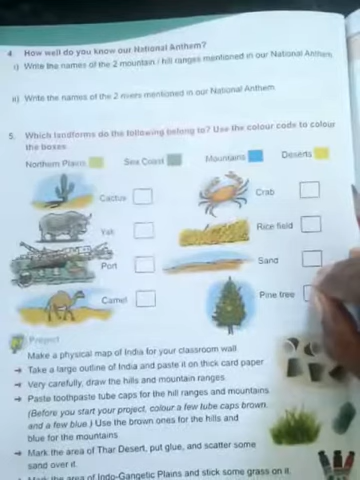 4. How well do you know our National Anthem?
i) Write the names of the 2 mountain / hill ranges mentioned in our National Anthem
ii) Write the names of the 2 rivers mentioned in our National Anthem
5. Which landforms do the following belong to? Use the colour code to colour
the boxes.
Northern Plains Sea Coast Mountains Deserts
Cactus Crab
Yak Rice field
Port Sand
Camel Pine tree
Project
Make a physical map of India for your classroom wall
→ Take a large outline of India and paste it on thick card paper
→ Very carefully, draw the hills and mountain ranges
→ Paste toothpaste tube caps for the hill ranges and mountains
(Before you start your project, colour a few tube caps brown
and a few blue.) Use the brown ones for the hills and
blue for the mountains
→ Mark the area of Thar Desert, put glue, and scatter some
sand over it.
→ Mark the area of Indo-Gangetic Plains and stick some grass on it.